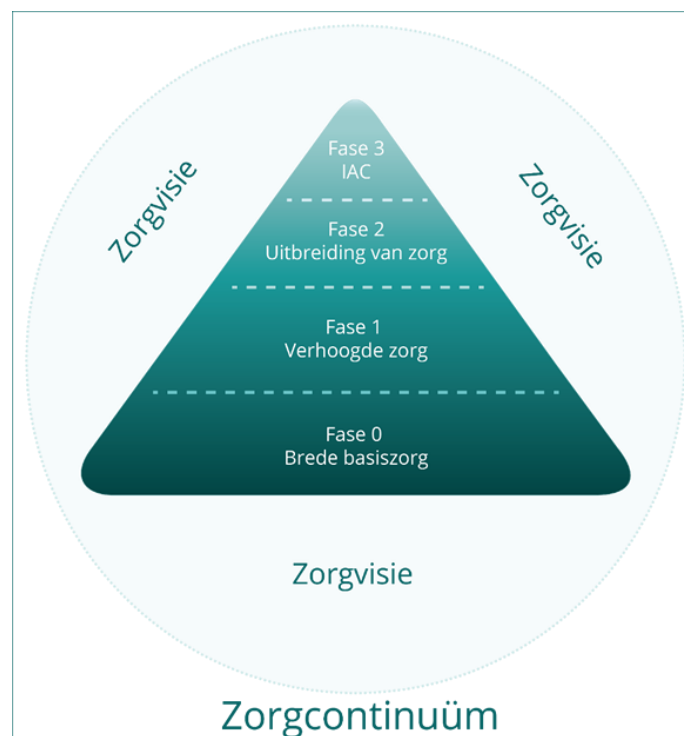 Zorgvisie
Zorgvisie
Fase 3
IAC
Fase 2
Uitbreiding van zorg
Fase 1
Verhoogde zorg
Fase 0
Brede basiszorg
Zorgvisie
Zorgcontinuüm